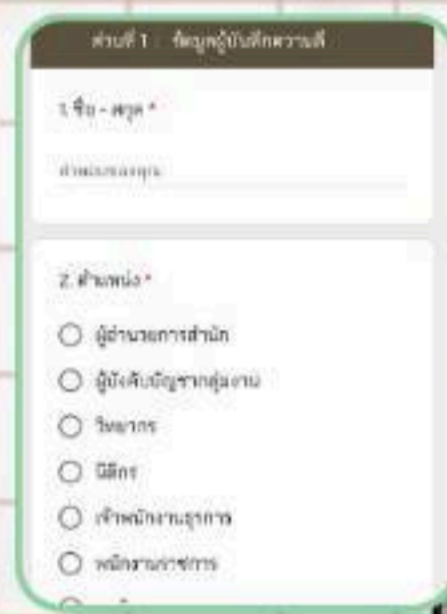 ส่วนที่ 1 : ข้อมูลผู้บันทึกความดี
1. ชื่อ - สกุล *
คำตอบของคุณ
2. ตำแหน่ง *
ผู้อำนวยการสำนัก
ผู้บังคับบัญชากลุ่มงาน
วิทยากร
นิติกร
เจ้าพนักงานธุรการ
พนักงานราชการ